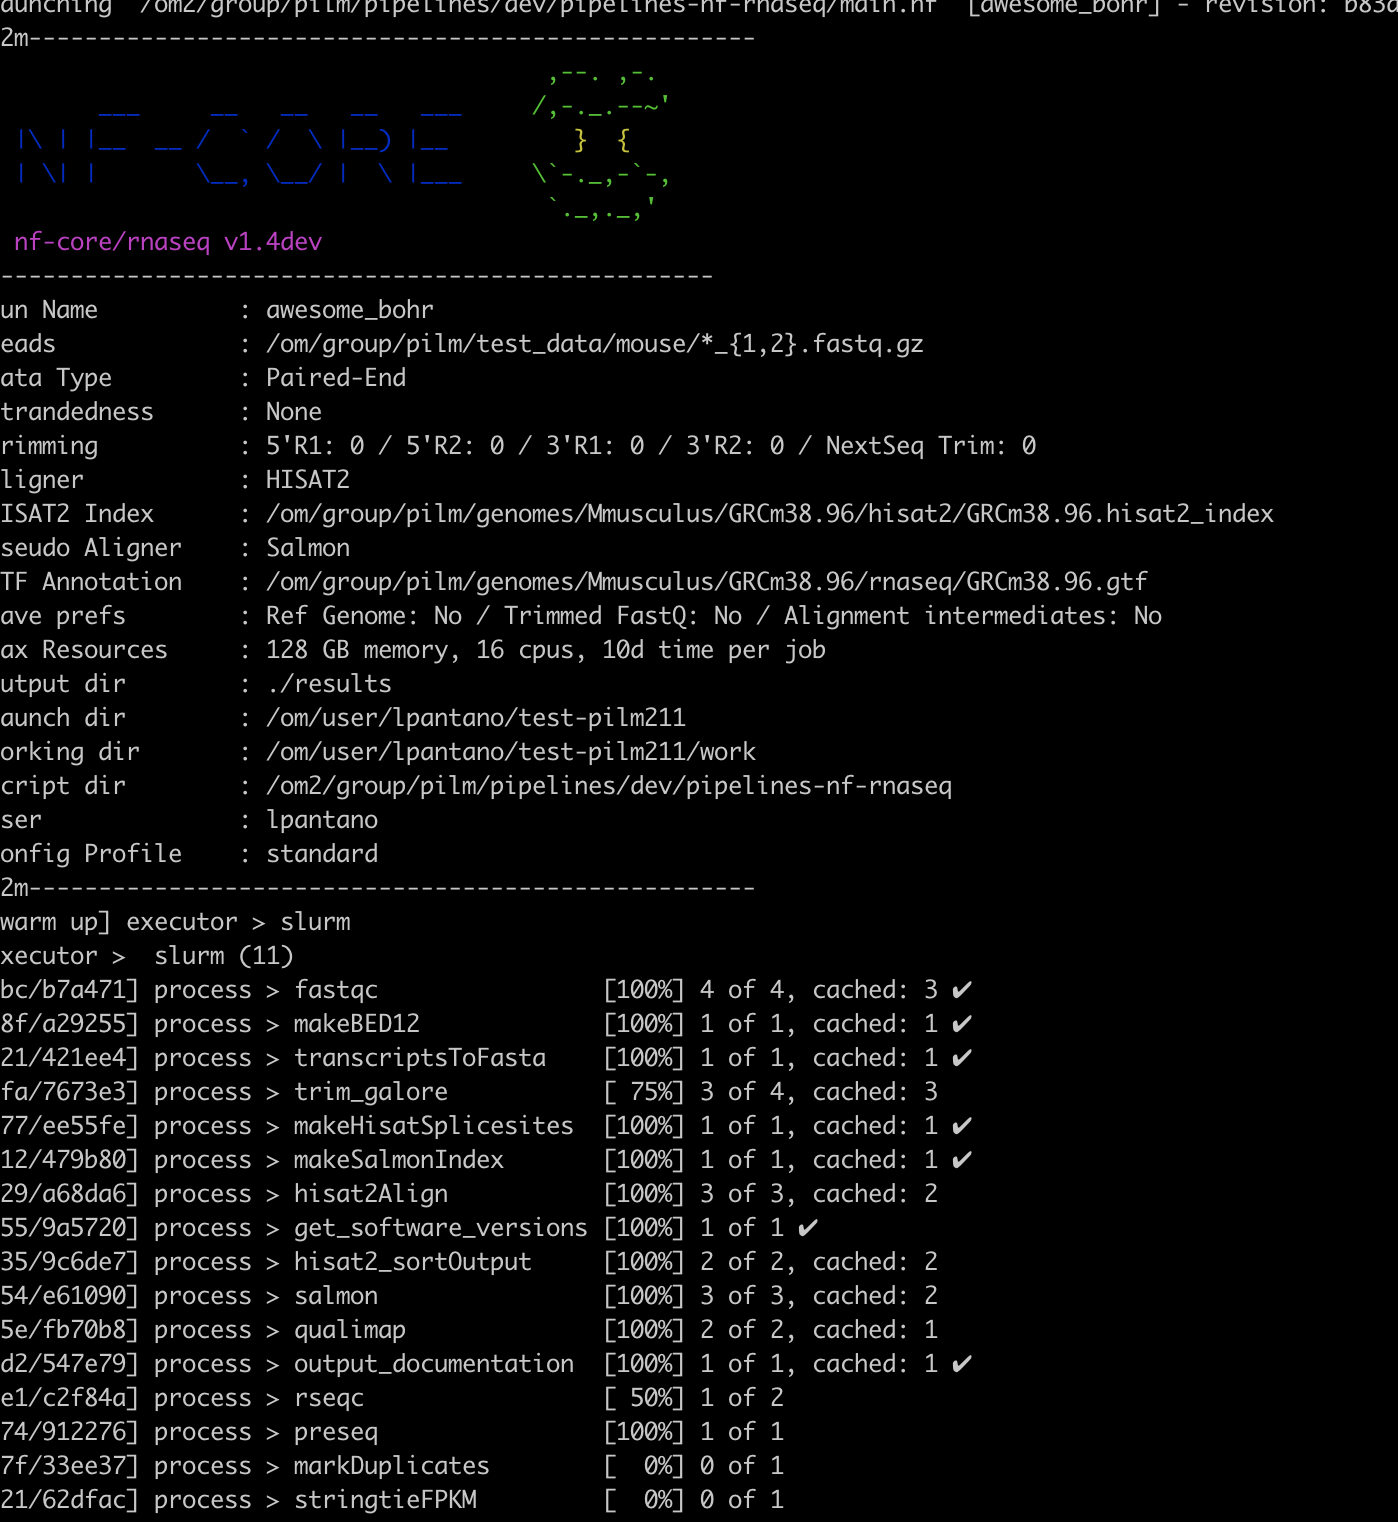 aunching `/om2/group/pilm/pipelines/dev/pipelines-nf-rnaseq/main.nf` [awesome_bohr] - revision: b83d
2m----------------------------------------------------
                                        ,--. ,-.
        ___     __   __   __   ___     /,-._.--~'
  |\ | |__  __ /  ` /  \ |__) |__         }  {
  | \| |       \__, \__/ |  \ |___     \`-._,-`-,
                                        `._,._,'
 nf-core/rnaseq v1.4dev
---------------------------------------------------
un Name          : awesome_bohr
eads             : /om/group/pilm/test_data/mouse/*_{1,2}.fastq.gz
ata Type         : Paired-End
trandedness      : None
rimming          : 5'R1: 0 / 5'R2: 0 / 3'R1: 0 / 3'R2: 0 / NextSeq Trim: 0
ligner           : HISAT2
ISAT2 Index      : /om/group/pilm/genomes/Mmusculus/GRCm38.96/hisat2/GRCm38.96.hisat2_index
seudo Aligner    : Salmon
TF Annotation    : /om/group/pilm/genomes/Mmusculus/GRCm38.96/rnaseq/GRCm38.96.gtf
ave prefs        : Ref Genome: No / Trimmed FastQ: No / Alignment intermediates: No
ax Resources     : 128 GB memory, 16 cpus, 10d time per job
utput dir        : ./results
aunch dir        : /om/user/lpantano/test-pilm211
orking dir       : /om/user/lpantano/test-pilm211/work
cript dir        : /om2/group/pilm/pipelines/dev/pipelines-nf-rnaseq
ser              : lpantano
onfig Profile    : standard
2m----------------------------------------------------
warm up] executor > slurm
xecutor >  slurm (11)
bc/b7a471] process > fastqc                [100%] 4 of 4, cached: 3 ✔
8f/a29255] process > makeBED12             [100%] 1 of 1, cached: 1 ✔
21/421ee4] process > transcriptsToFasta    [100%] 1 of 1, cached: 1 ✔
fa/7673e3] process > trim_galore           [ 75%] 3 of 4, cached: 3
77/ee55fe] process > makeHisatSplicesites  [100%] 1 of 1, cached: 1 ✔
12/479b80] process > makeSalmonIndex       [100%] 1 of 1, cached: 1 ✔
29/a68da6] process > hisat2Align           [100%] 3 of 3, cached: 2
55/9a5720] process > get_software_versions [100%] 1 of 1 ✔
35/9c6de7] process > hisat2_sortOutput     [100%] 2 of 2, cached: 2
54/e61090] process > salmon                [100%] 3 of 3, cached: 2
5e/fb70b8] process > qualimap              [100%] 2 of 2, cached: 1
d2/547e79] process > output_documentation  [100%] 1 of 1, cached: 1 ✔
e1/c2f84a] process > rseqc                 [ 50%] 1 of 2
74/912276] process > preseq                [100%] 1 of 1
7f/33ee37] process > markDuplicates        [  0%] 0 of 1
21/62dfac] process > stringtieFPKM         [  0%] 0 of 1